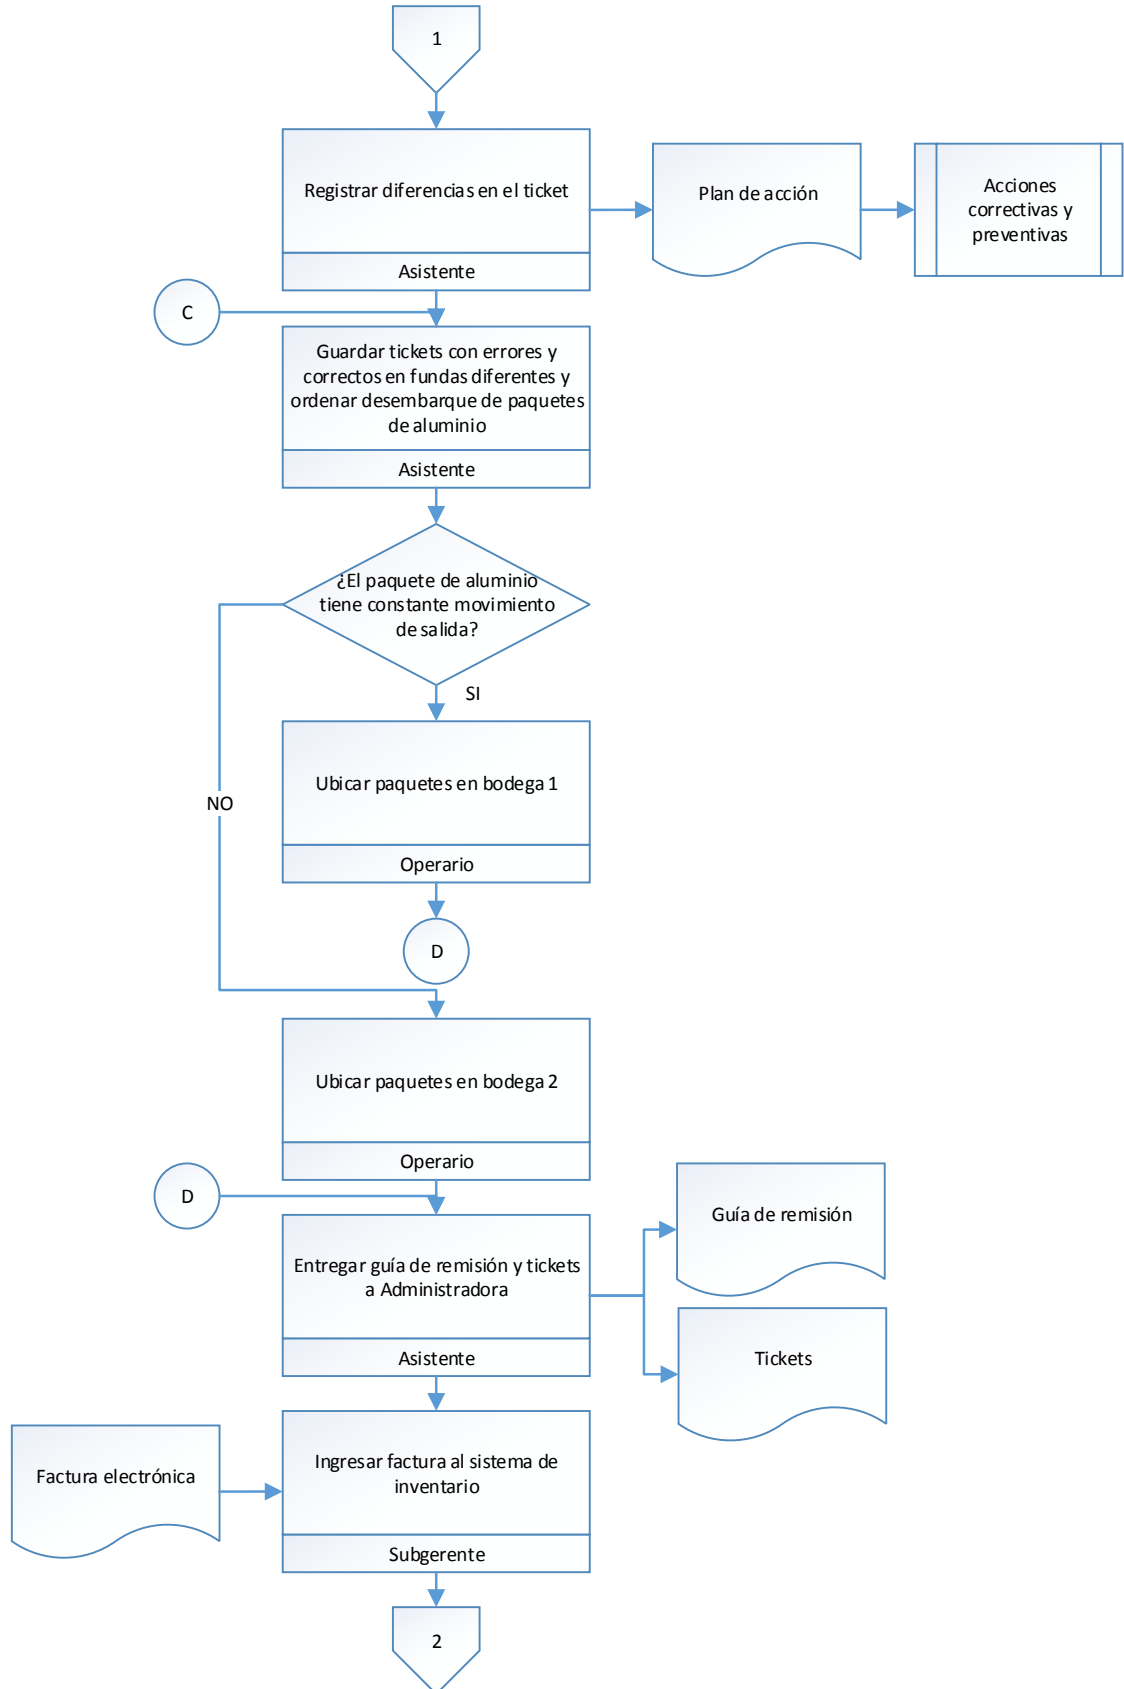 1
Registrar diferencias en el ticket
Asistente
Plan de acción
Acciones
correctivas y
preventivas
C
Guardar tickets con errores y
correctos en fundas diferentes y
ordenar desembarque de paquetes
de aluminio
Asistente
¿El paquete de aluminio
tiene constante movimiento
de salida?
SI
NO
Ubicar paquetes en bodega 1
Operario
D
Ubicar paquetes en bodega 2
Operario
D
Entregar guía de remisión y tickets
a Administradora
Asistente
Guía de remisión
Tickets
Factura electrónica
Ingresar factura al sistema de
inventario
Subgerente
2